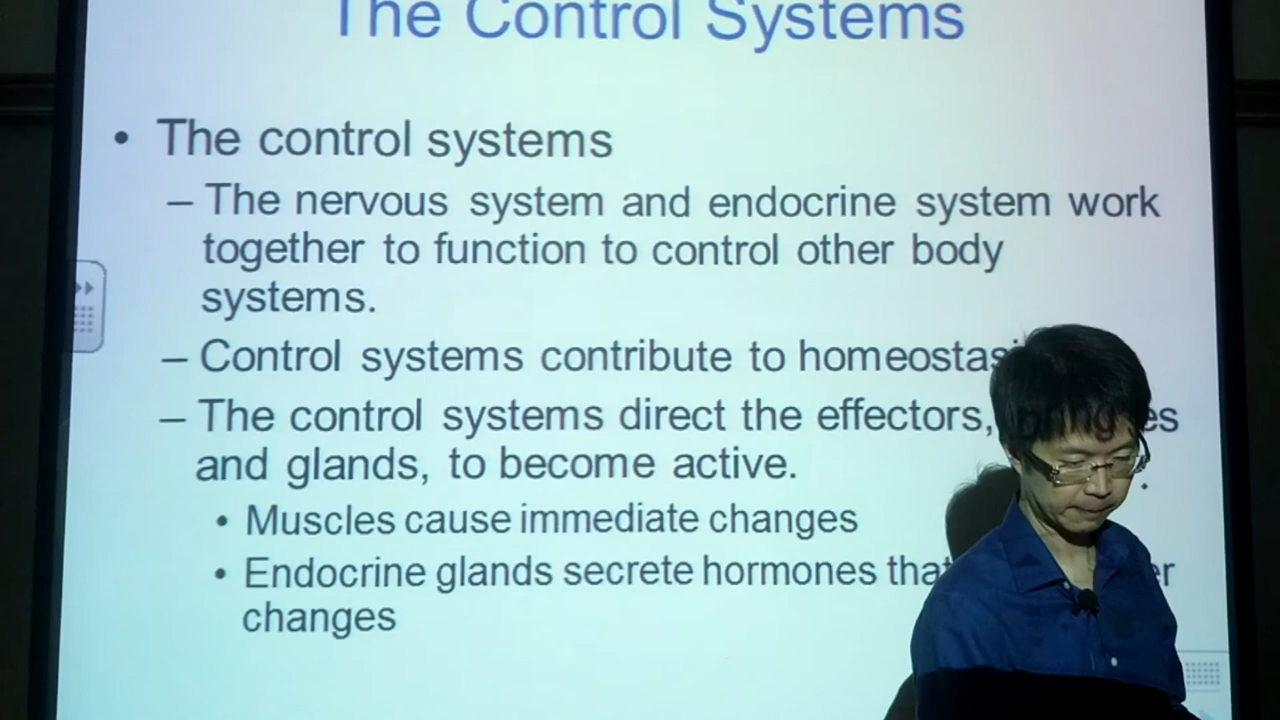 The Control Systems
• The control systems
– The nervous system and endocrine system work
together to function to control other body
systems.
– Control systems contribute to
– The control systems direct the effectors,
and glands, to become active.
• Muscles cause immediate changes
• Endocrine glands secrete hormones that
changes